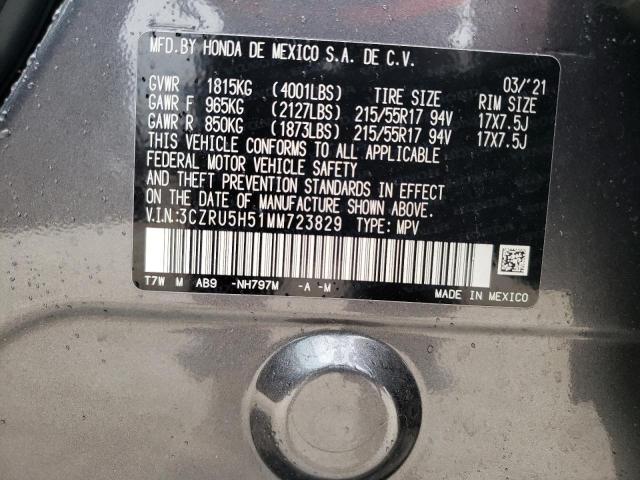 MFD.BY HONDA DE MEXICO S.A. DE C.V.
03/'21
GVWR 1815KG (4001LBS) TIRE SIZE RIM SIZE
GAWR F 965KG (2127LBS) 215/55R17 94V 17X7.5J
GAWR R 850KG (1873LBS) 215/55R17 94V 17X7.5J
THIS VEHICLE CONFORMS TO ALL APPLICABLE
FEDERAL MOTOR VEHICLE SAFETY
AND THEFT PREVENTION STANDARDS IN EFFECT
ON THE DATE OF MANUFACTURE SHOWN ABOVE.
V.I.N:3CZRU5H51MM723829 TYPE: MPV
T7W M AB9 -NH797M -A -M
MADE IN MEXICO